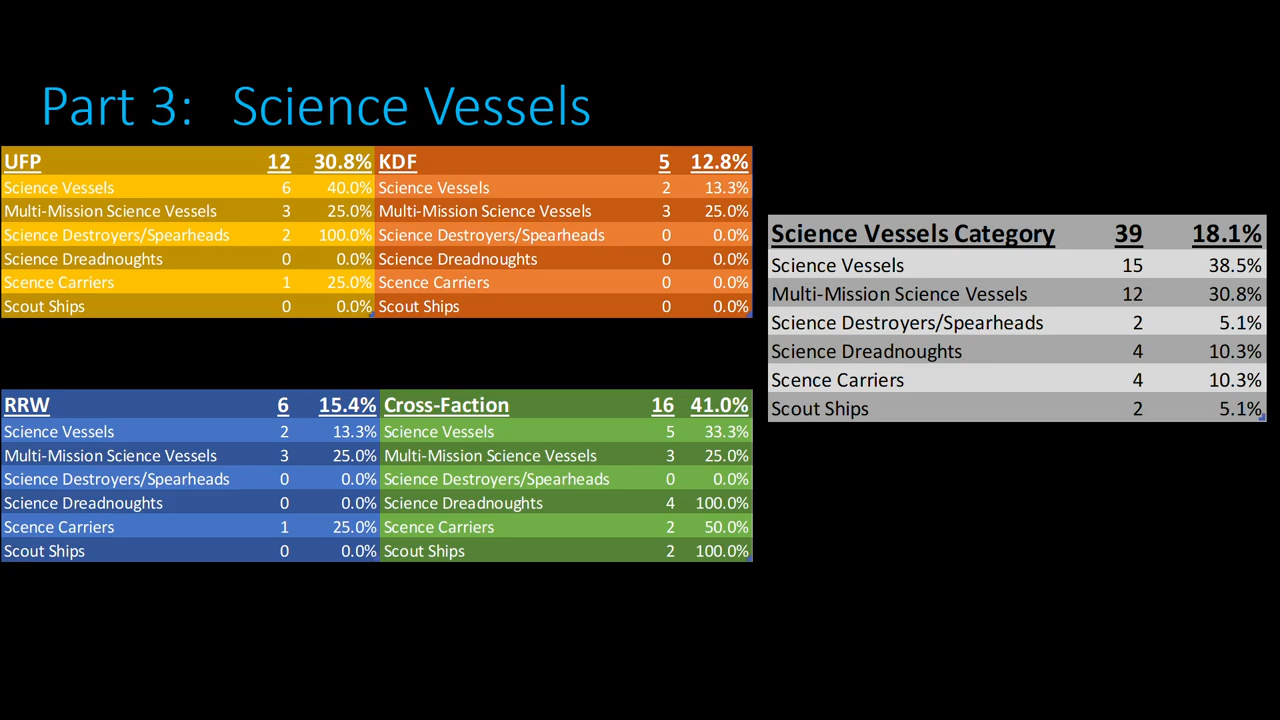 Part 3: Science Vessels
UFP 12 30.8%
Science Vessels 6 40.0%
Multi-Mission Science Vessels 3 25.0%
Science Destroyers/Spearheads 2 100.0%
Science Dreadnoughts 0 0.0%
Scence Carriers 1 25.0%
Scout Ships 0 0.0%
KDF 5 12.8%
Science Vessels 2 13.3%
Multi-Mission Science Vessels 3 25.0%
Science Destroyers/Spearheads 0 0.0%
Science Dreadnoughts 0 0.0%
Scence Carriers 0 0.0%
Scout Ships 0 0.0%
RRW 6 15.4%
Science Vessels 2 13.3%
Multi-Mission Science Vessels 3 25.0%
Science Destroyers/Spearheads 0 0.0%
Science Dreadnoughts 0 0.0%
Scence Carriers 1 25.0%
Scout Ships 0 0.0%
Cross-Faction 16 41.0%
Science Vessels 5 33.3%
Multi-Mission Science Vessels 3 25.0%
Science Destroyers/Spearheads 0 0.0%
Science Dreadnoughts 4 100.0%
Scence Carriers 2 50.0%
Scout Ships 2 100.0%
Science Vessels Category 39 18.1%
Science Vessels 15 38.5%
Multi-Mission Science Vessels 12 30.8%
Science Destroyers/Spearheads 2 5.1%
Science Dreadnoughts 4 10.3%
Scence Carriers 4 10.3%
Scout Ships 2 5.1%